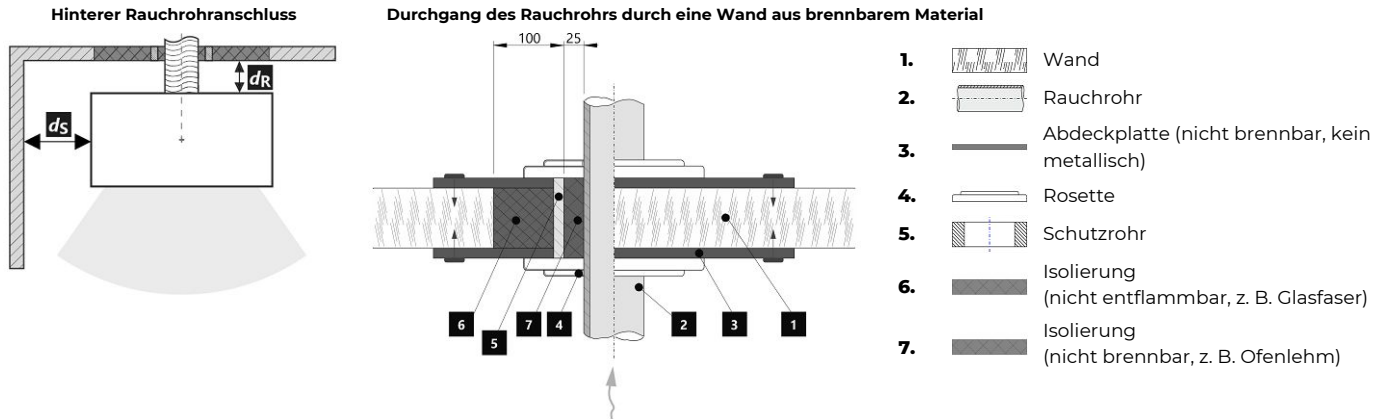 Hinterer Rauchrohranschluss
dR
dS
Durchgang des Rauchrohrs durch eine Wand aus brennbarem Material
100
25
6
5
7
4
2
3
1
1. Wand
2. Rauchrohr
3. Abdeckplatte (nicht brennbar, kein
metallisch)
4. Rosette
5. Schutzrohr
6. Isolierung
(nicht entflammbar, z. B. Glasfaser)
7. Isolierung
(nicht brennbar, z. B. Ofenlehm)